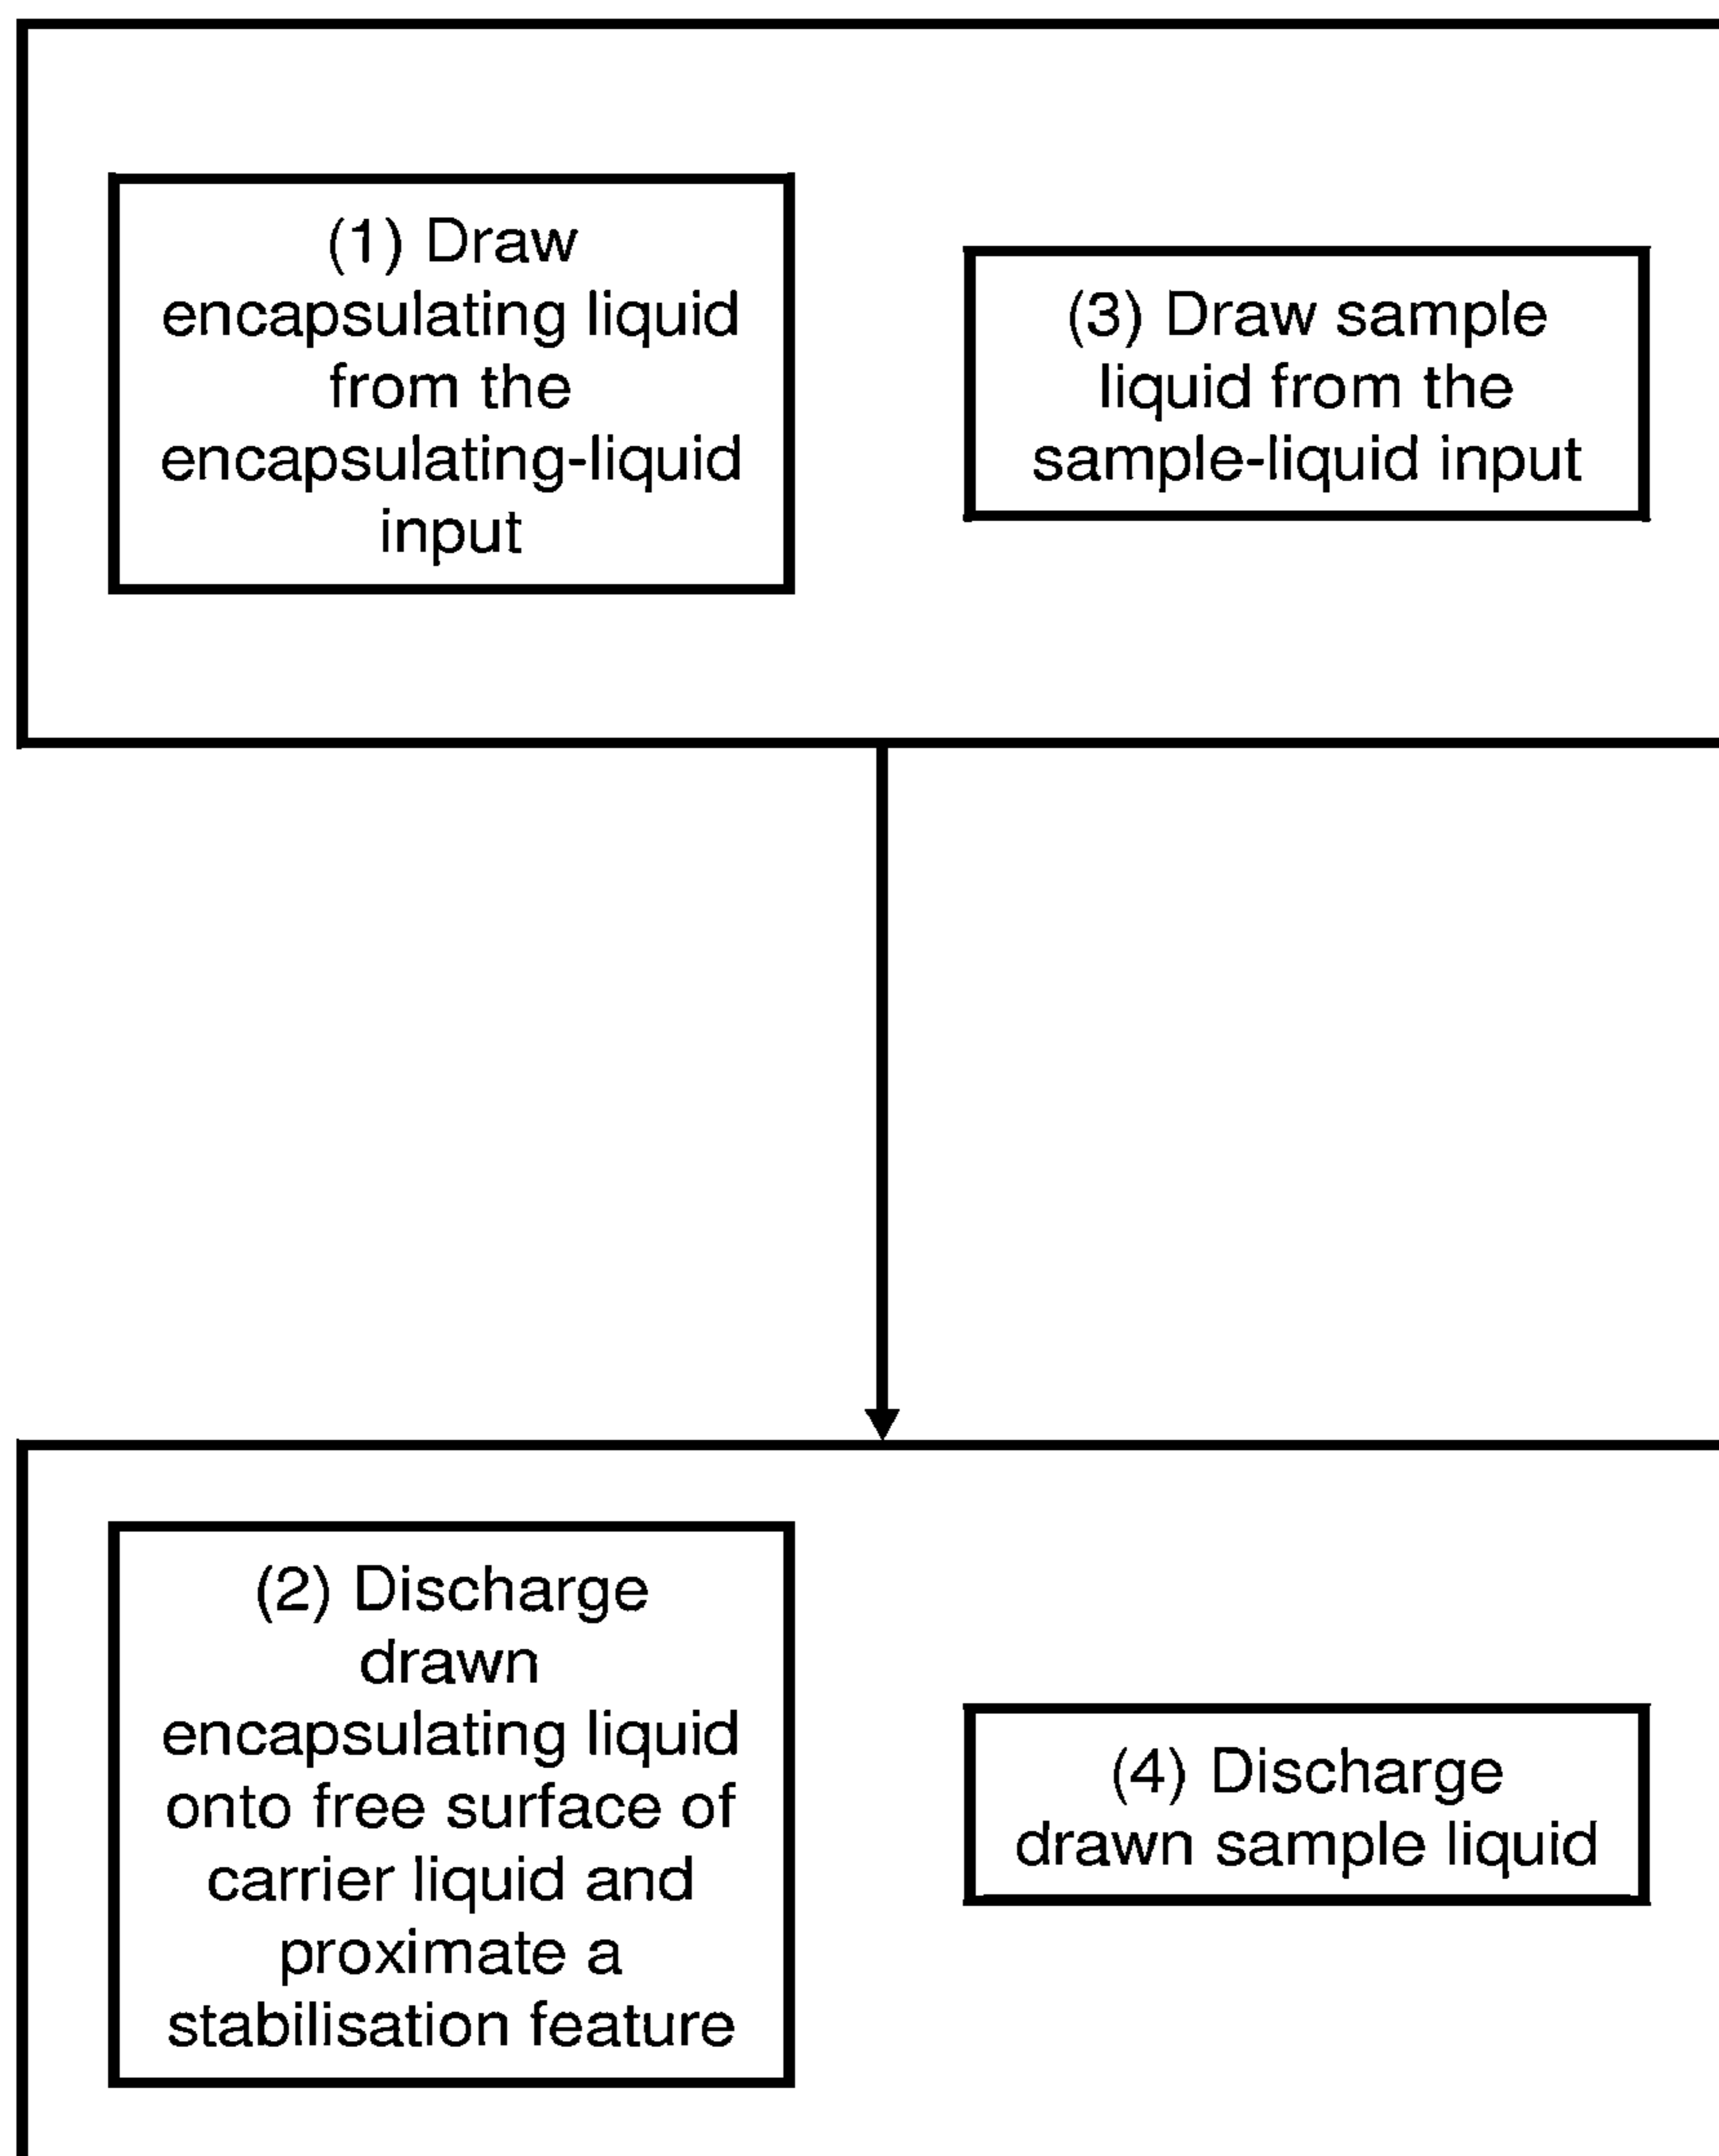 (1) Draw
encapsulating liquid
from the
encapsulating-liquid
input
(3) Draw sample
liquid from the
sample-liquid input
(2) Discharge
drawn
encapsulating liquid
onto free surface of
carrier liquid and
proximate a
stabilisation feature
(4) Discharge
drawn sample liquid